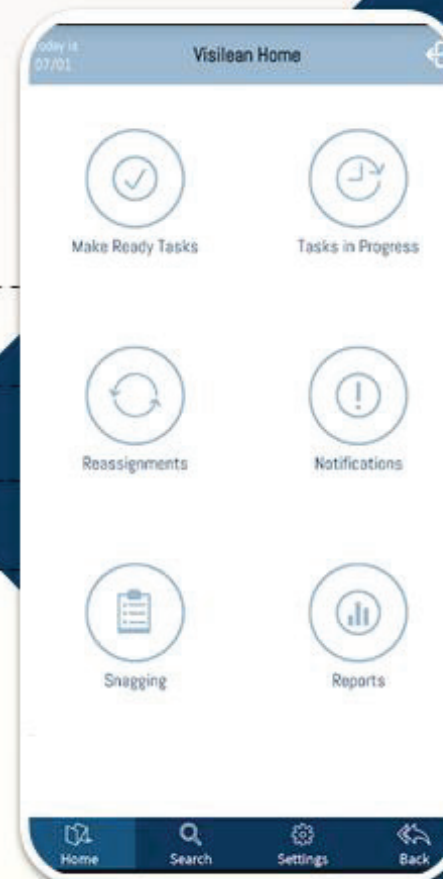 Today is
07/01
Visilean Home
Make Ready Tasks
Tasks in Progress
Reassignments
Notifications
Snagging
Reports
Home
Search
Settings
Back